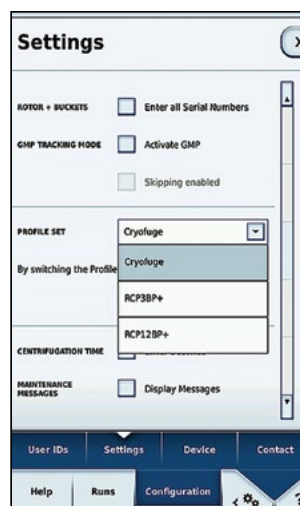 Settings
ROTOR + BUCKETS Enter all Serial Numbers
GMP TRACKING MODE Activate GMP
Skipping enabled
PROFILE SET Cryofuge
By switching the Profile Cryofuge
RCP3BP+
RCP12BP+
CENTRIFUGATION TIME
MAINTENANCE
MESSAGES Display Messages
User IDs Settings Device Contact
Help Runs Configuration ?